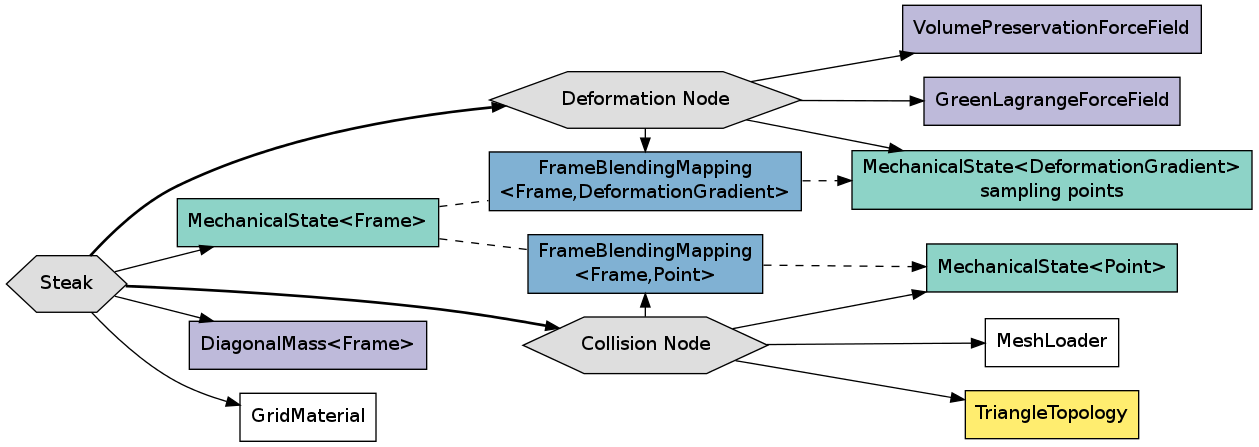 VolumePreservationForceField
Deformation Node
GreenLagrangeForceField
FrameBlendingMapping
<Frame,DeformationGradient>
MechanicalState<DeformationGradient>
sampling points
MechanicalState<Frame>
FrameBlendingMapping
<Frame,Point>
MechanicalState<Point>
Steak
DiagonalMass<Frame>
Collision Node
MeshLoader
GridMaterial
TriangleTopology